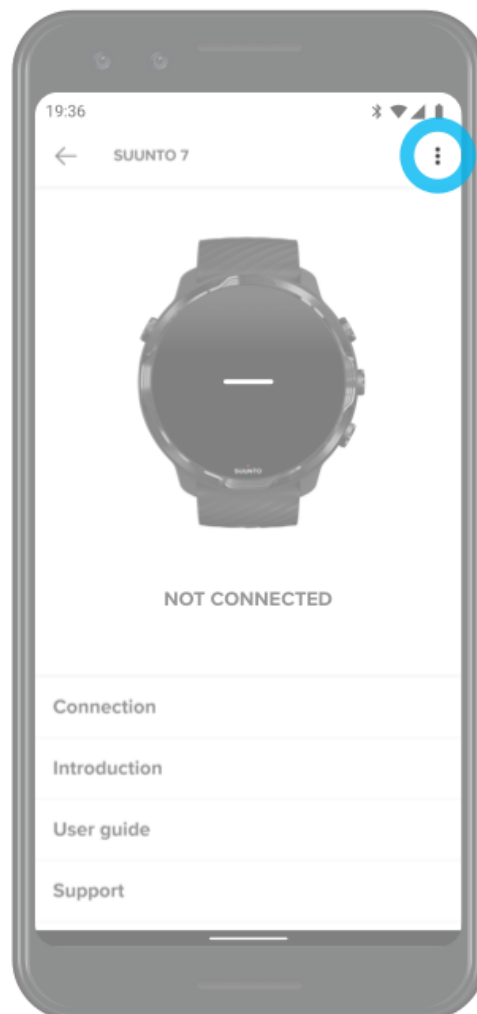 19:36
SUUNTO 7
SUUNTO
NOT CONNECTED
Connection
Introduction
User guide
Support